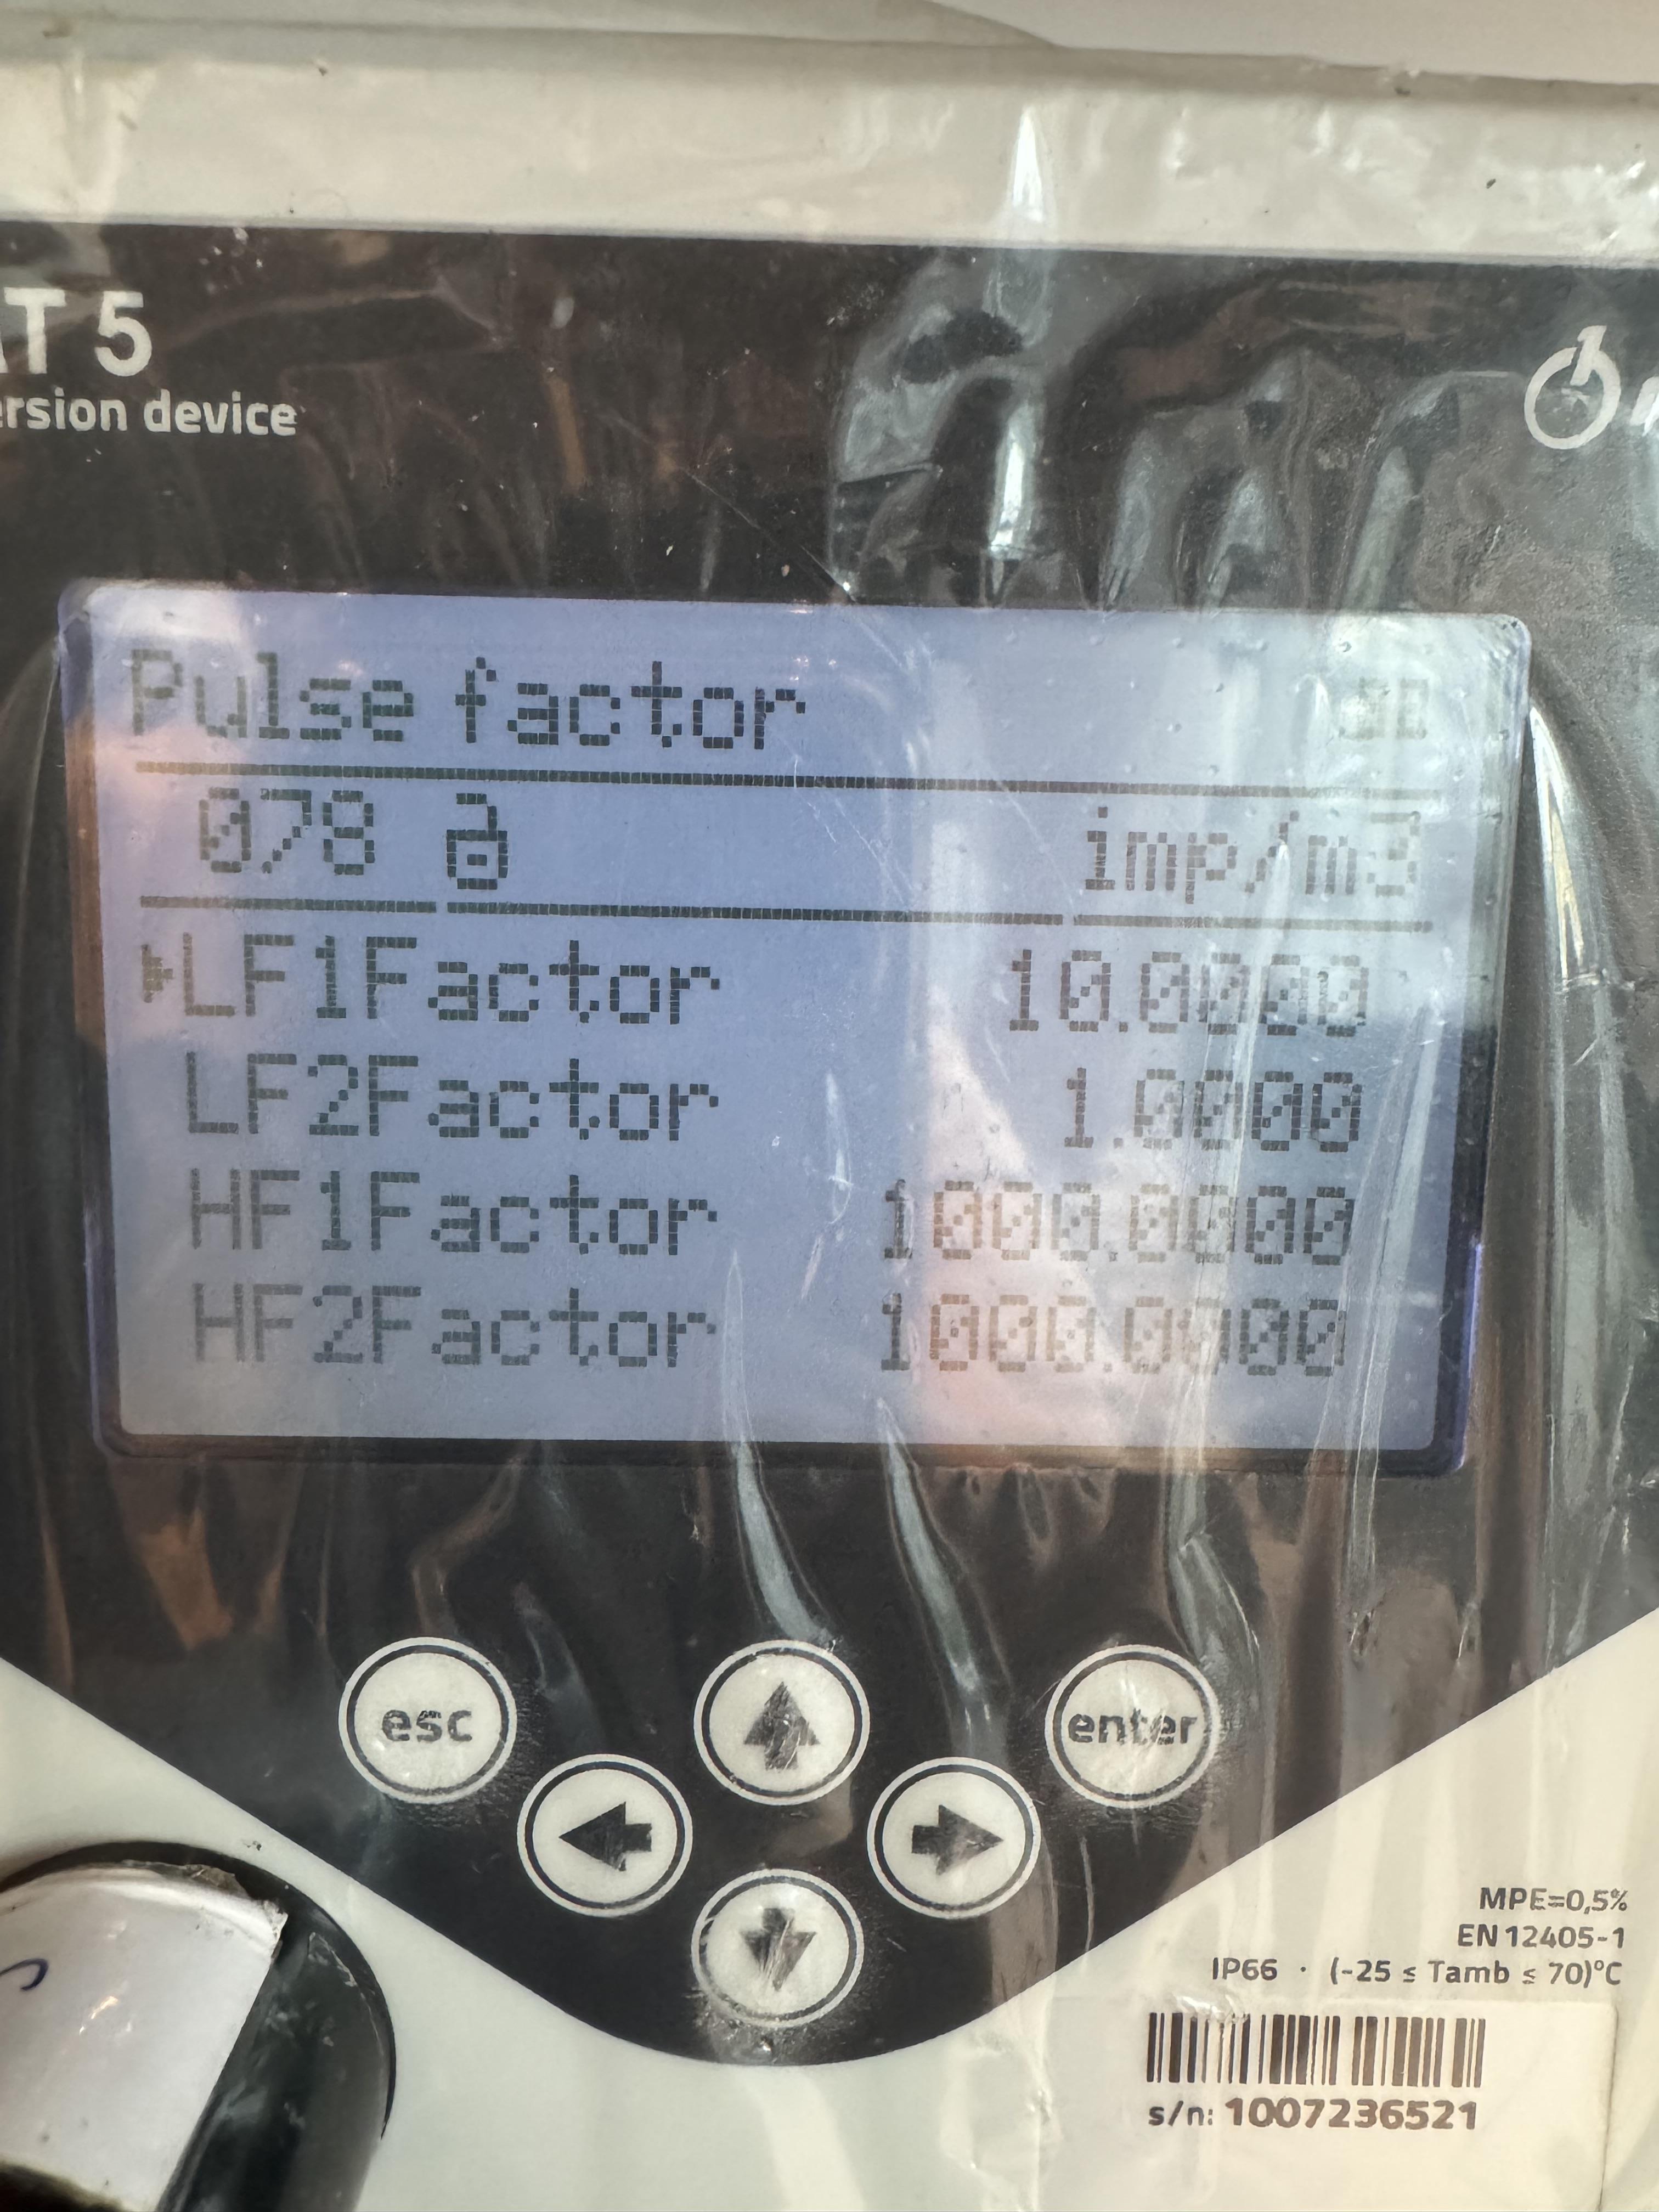 AT 5
ersion device
Pulse factor
078 imp/m3
LF1Factor 10.0000
LF2Factor 1.0000
HF1Factor 1000.0000
HF2Factor 1000.0000
esc
enter
MPE=0,5%
EN 12405-1
IP66 · (-25 ≤ Tamb ≤ 70)°C
s/n: 1007236521